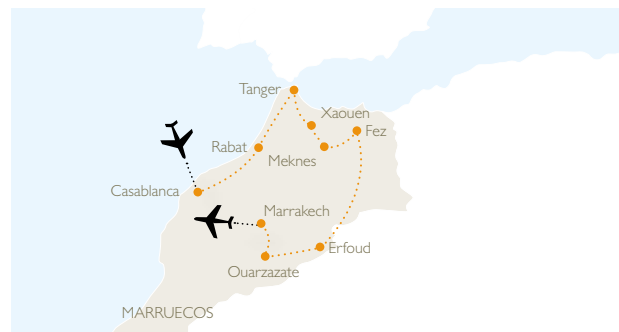 Tanger
Xaouen
Fez
Rabat
Meknes
Casablanca
Marrakech
Erfoud
Ouarzazate
MARRUECOS